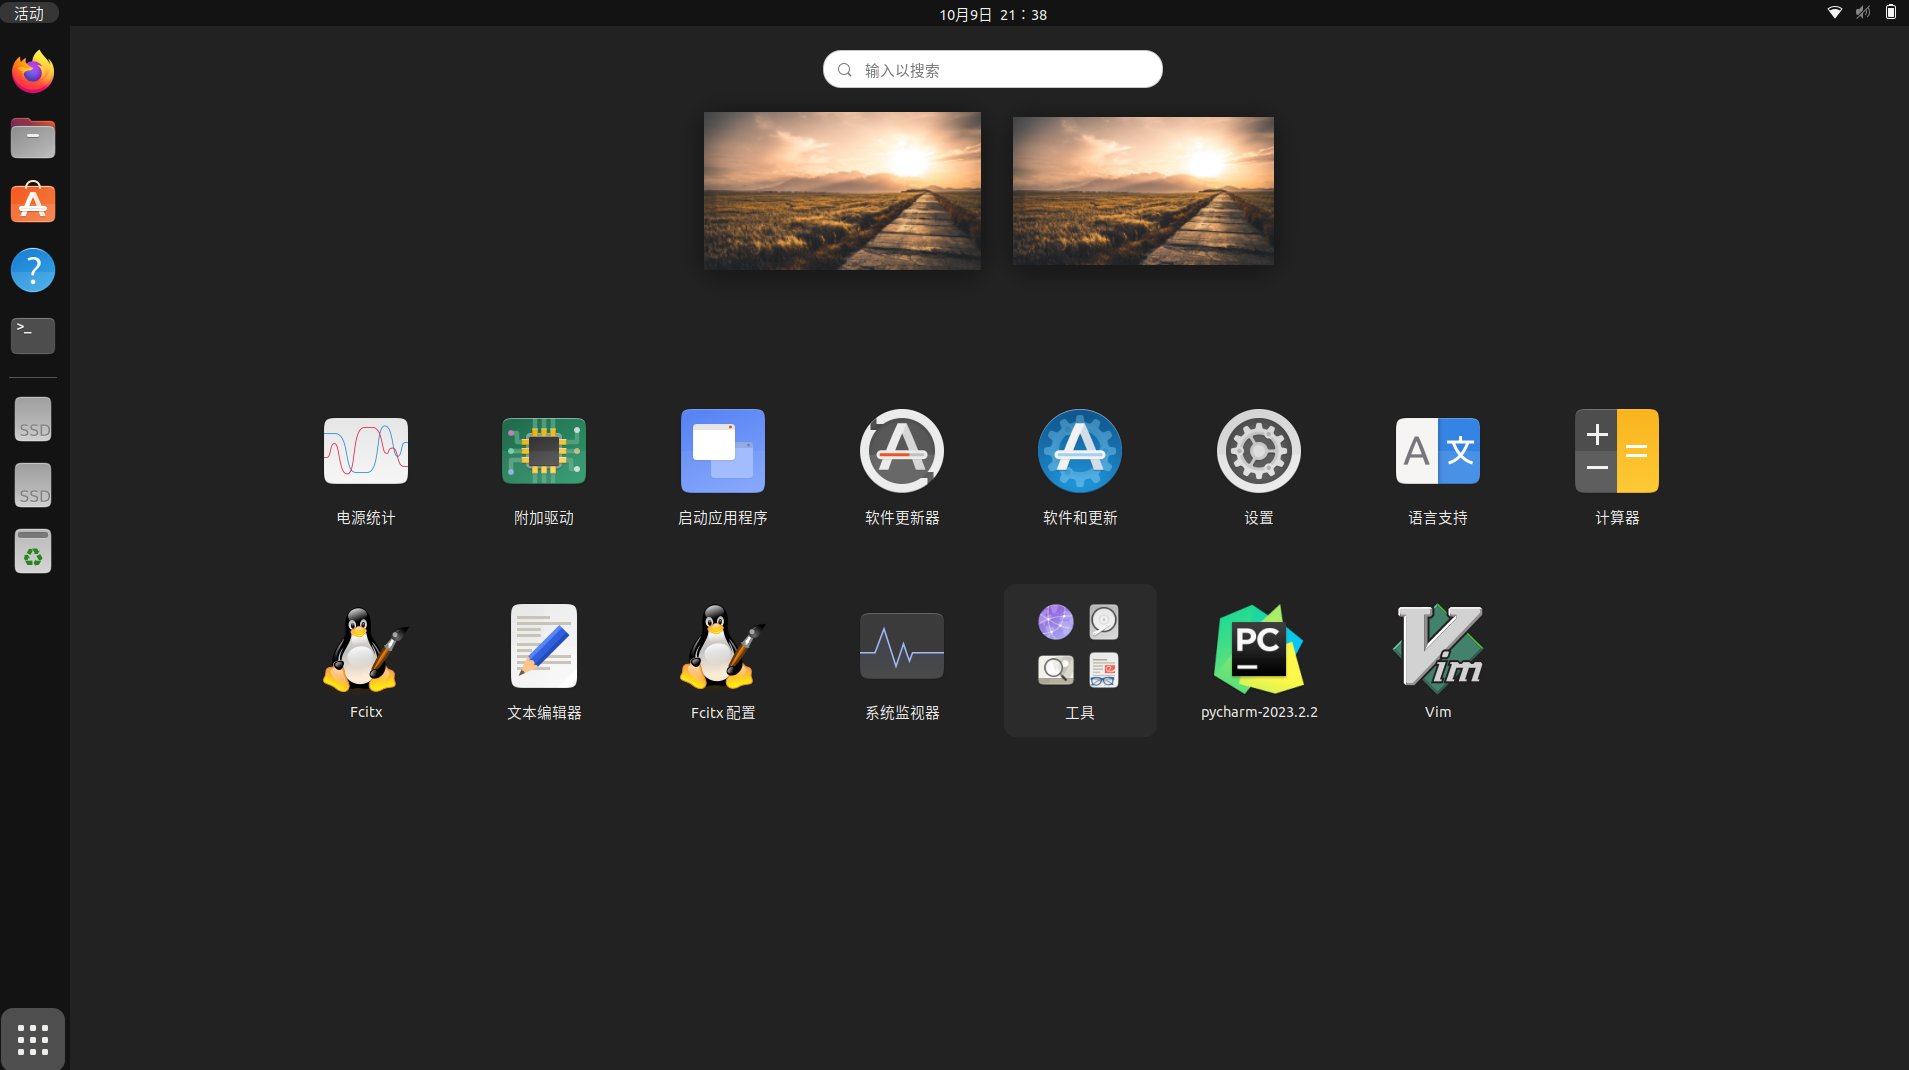 活动
10月9日 21：38
输入以搜索
>_
SSD
SSD
电源统计
附加驱动
启动应用程序
软件更新器
软件和更新
设置
A 文
语言支持
计算器
Fcitx
文本编辑器
Fcitx 配置
系统监视器
工具
PC
pycharm-2023.2.2
Vim
Vim